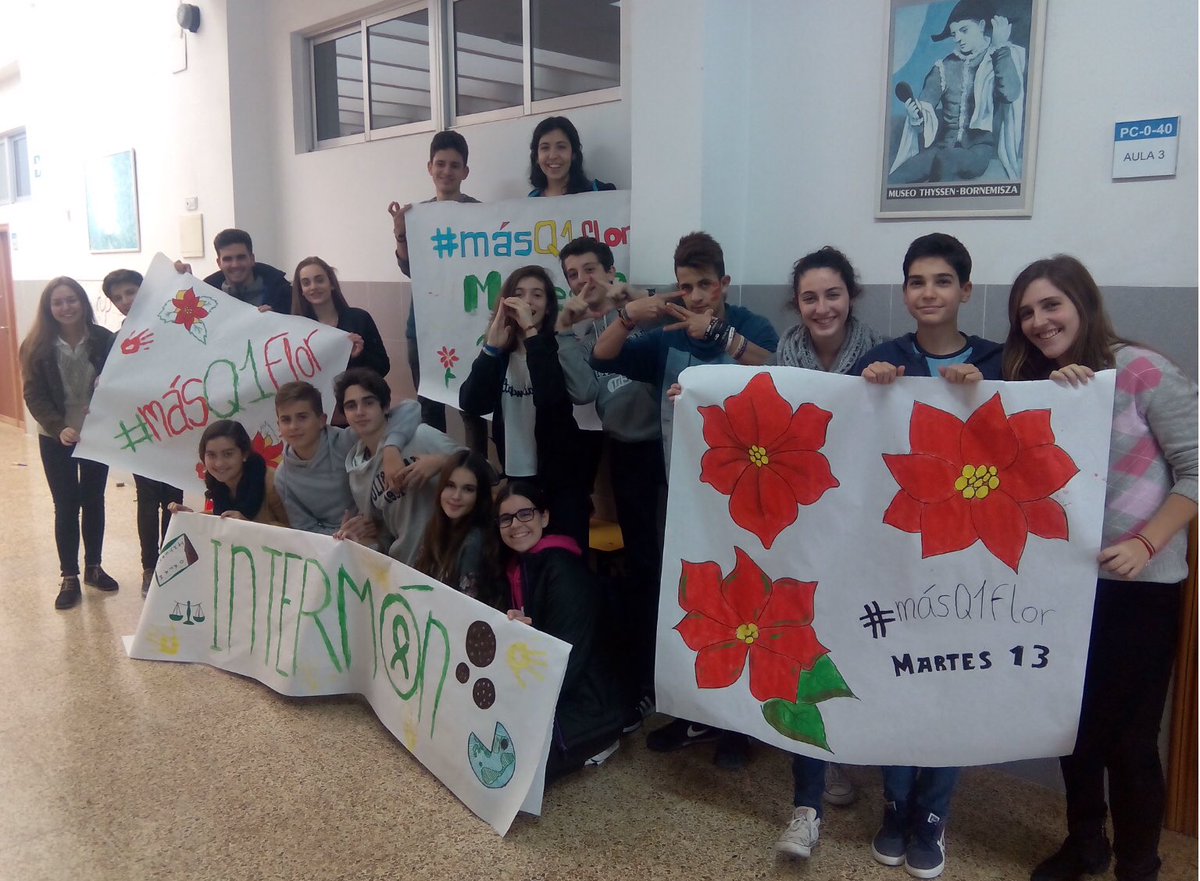 #másQ1flor
M
#másQ1Flor
INTERMÓN
#másQ1Flor
MARTES 13
MUSEO THYSSEN-BORNEMISZA
PC-0-40
AULA 3